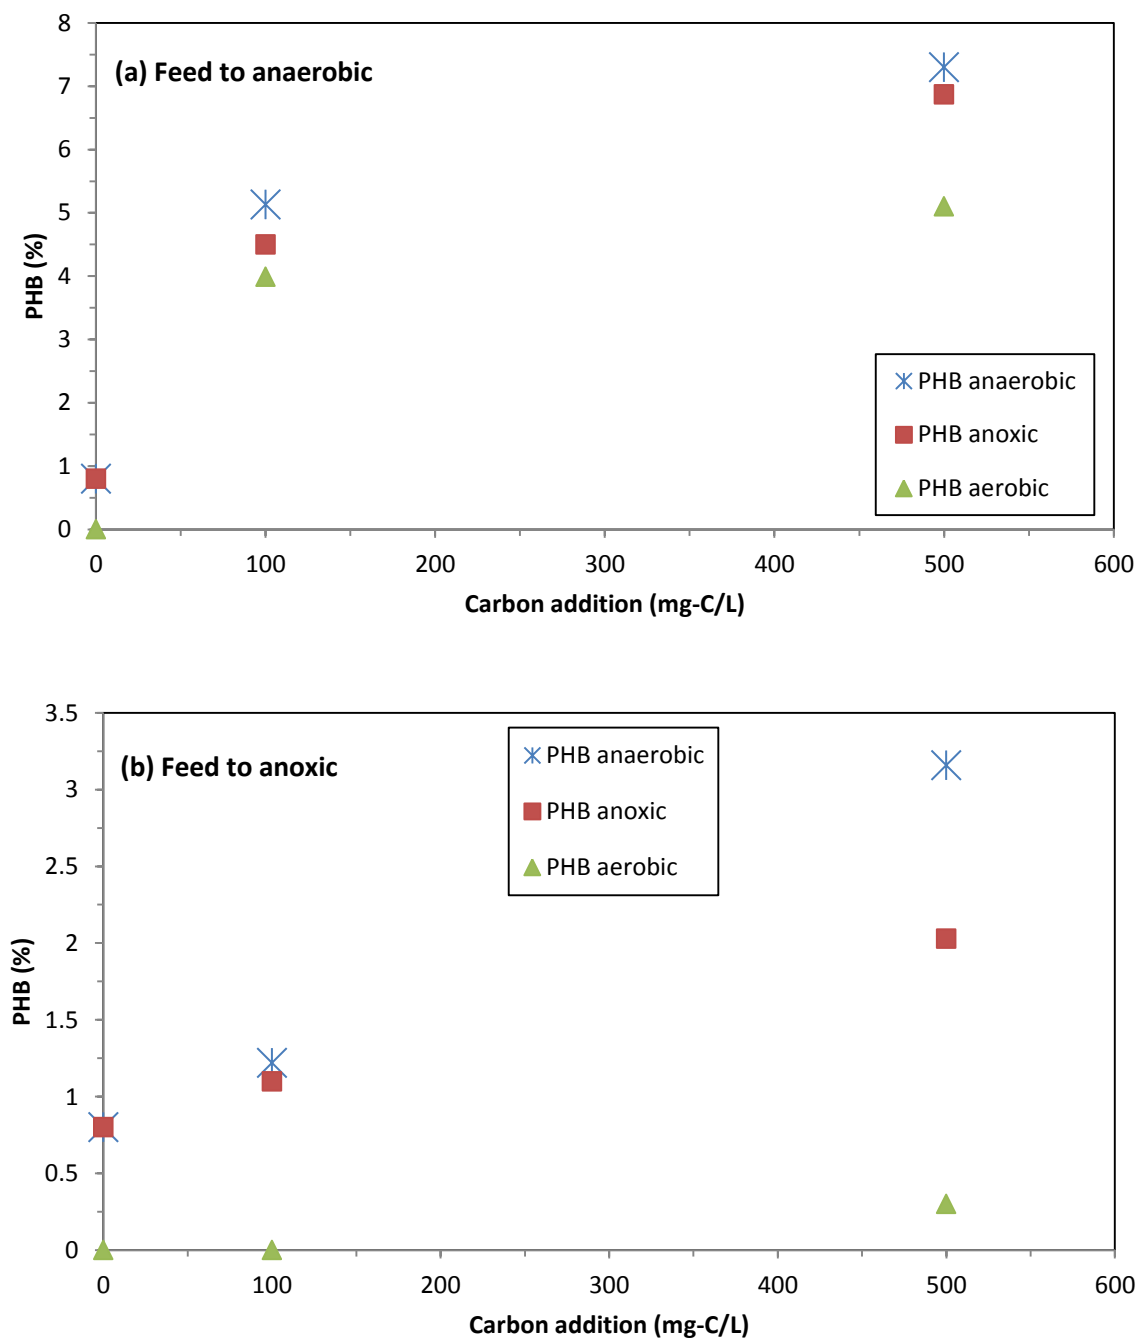 8
(a) Feed to anaerobic
7
6
5
PHB (%)
4
3
PHB anaerobic
2
PHB anoxic
1
PHB aerobic
0
0 100 200 300 400 500 600
Carbon addition (mg-C/L)
3.5
(b) Feed to anoxic
PHB anaerobic
3
PHB anoxic
2.5
PHB aerobic
2
PHB (%)
1.5
1
0.5
0
0 100 200 300 400 500 600
Carbon addition (mg-C/L)